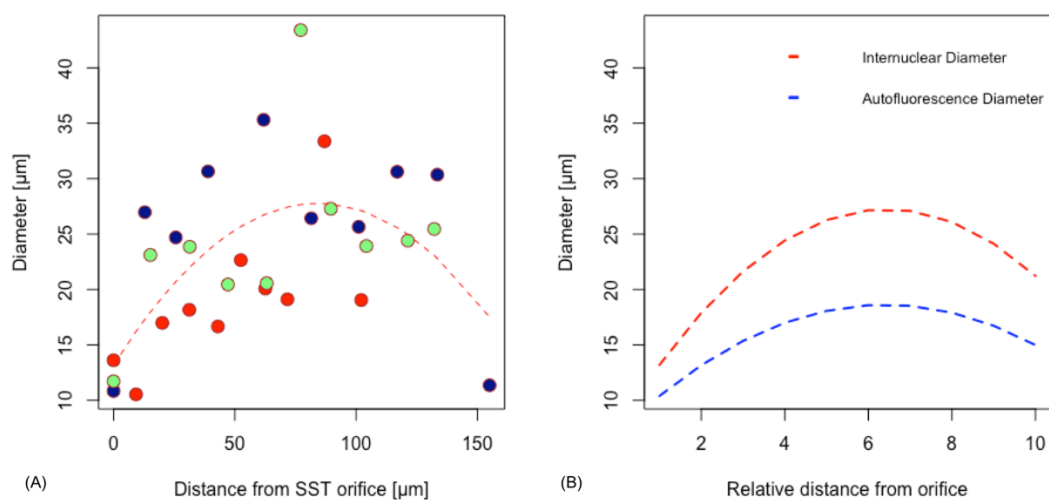 Diameter [µm]
40
35
30
25
20
15
10
0
50
100
150
(A)
Distance from SST orifice [µm]
Diameter [µm]
40
35
30
25
20
15
10
Internuclear Diameter
Autofluorescence Diameter
2
4
6
8
10
(B)
Relative distance from orifice